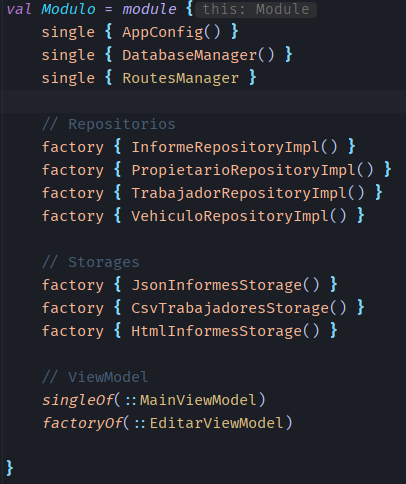 val Modulo = module { this: Module
single { AppConfig() }
single { DatabaseManager() }
single { RoutesManager }
// Repositorios
factory { InformeRepositoryImpl() }
factory { PropietarioRepositoryImpl() }
factory { TrabajadorRepositoryImpl() }
factory { VehiculoRepositoryImpl() }
// Storages
factory { JsonInformesStorage() }
factory { CsvTrabajadoresStorage() }
factory { HtmlInformesStorage() }
// ViewModel
singleOf(::MainViewModel)
factoryOf(::EditarViewModel)
}